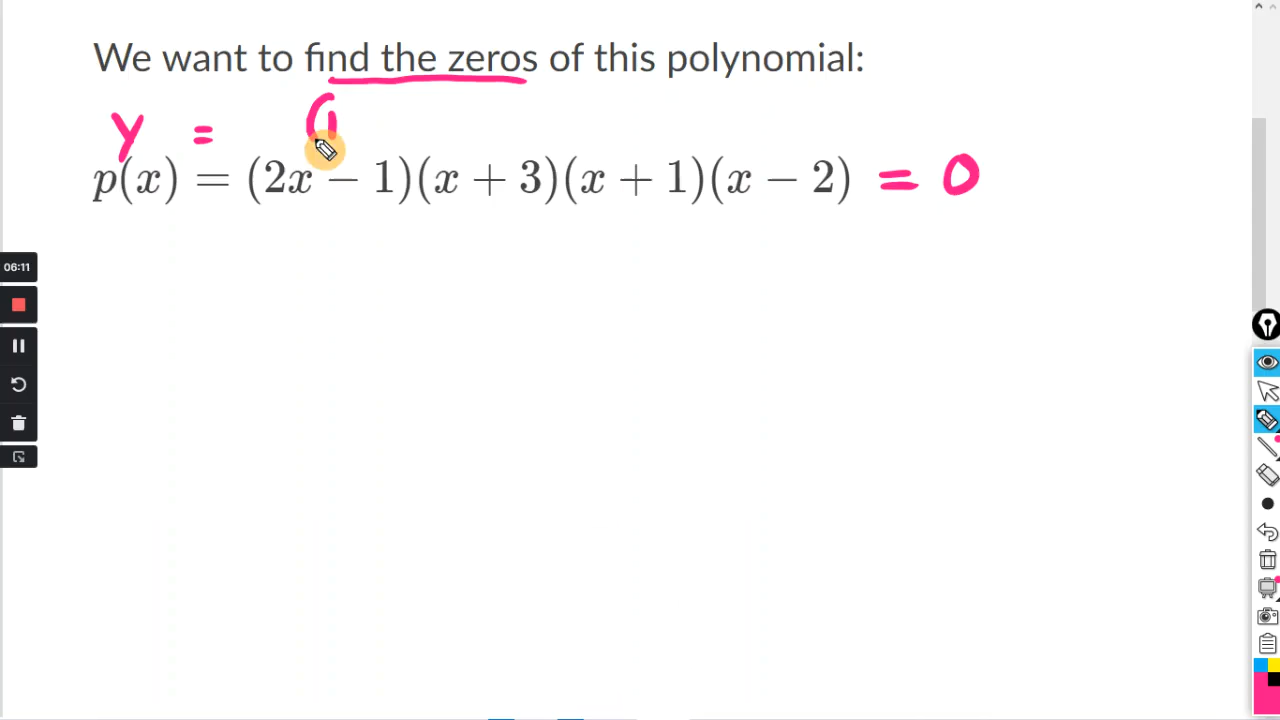 We want to find the zeros of this polynomial:
y =
p(x) = (2x − 1)(x + 3)(x + 1)(x − 2) = 0
06:11